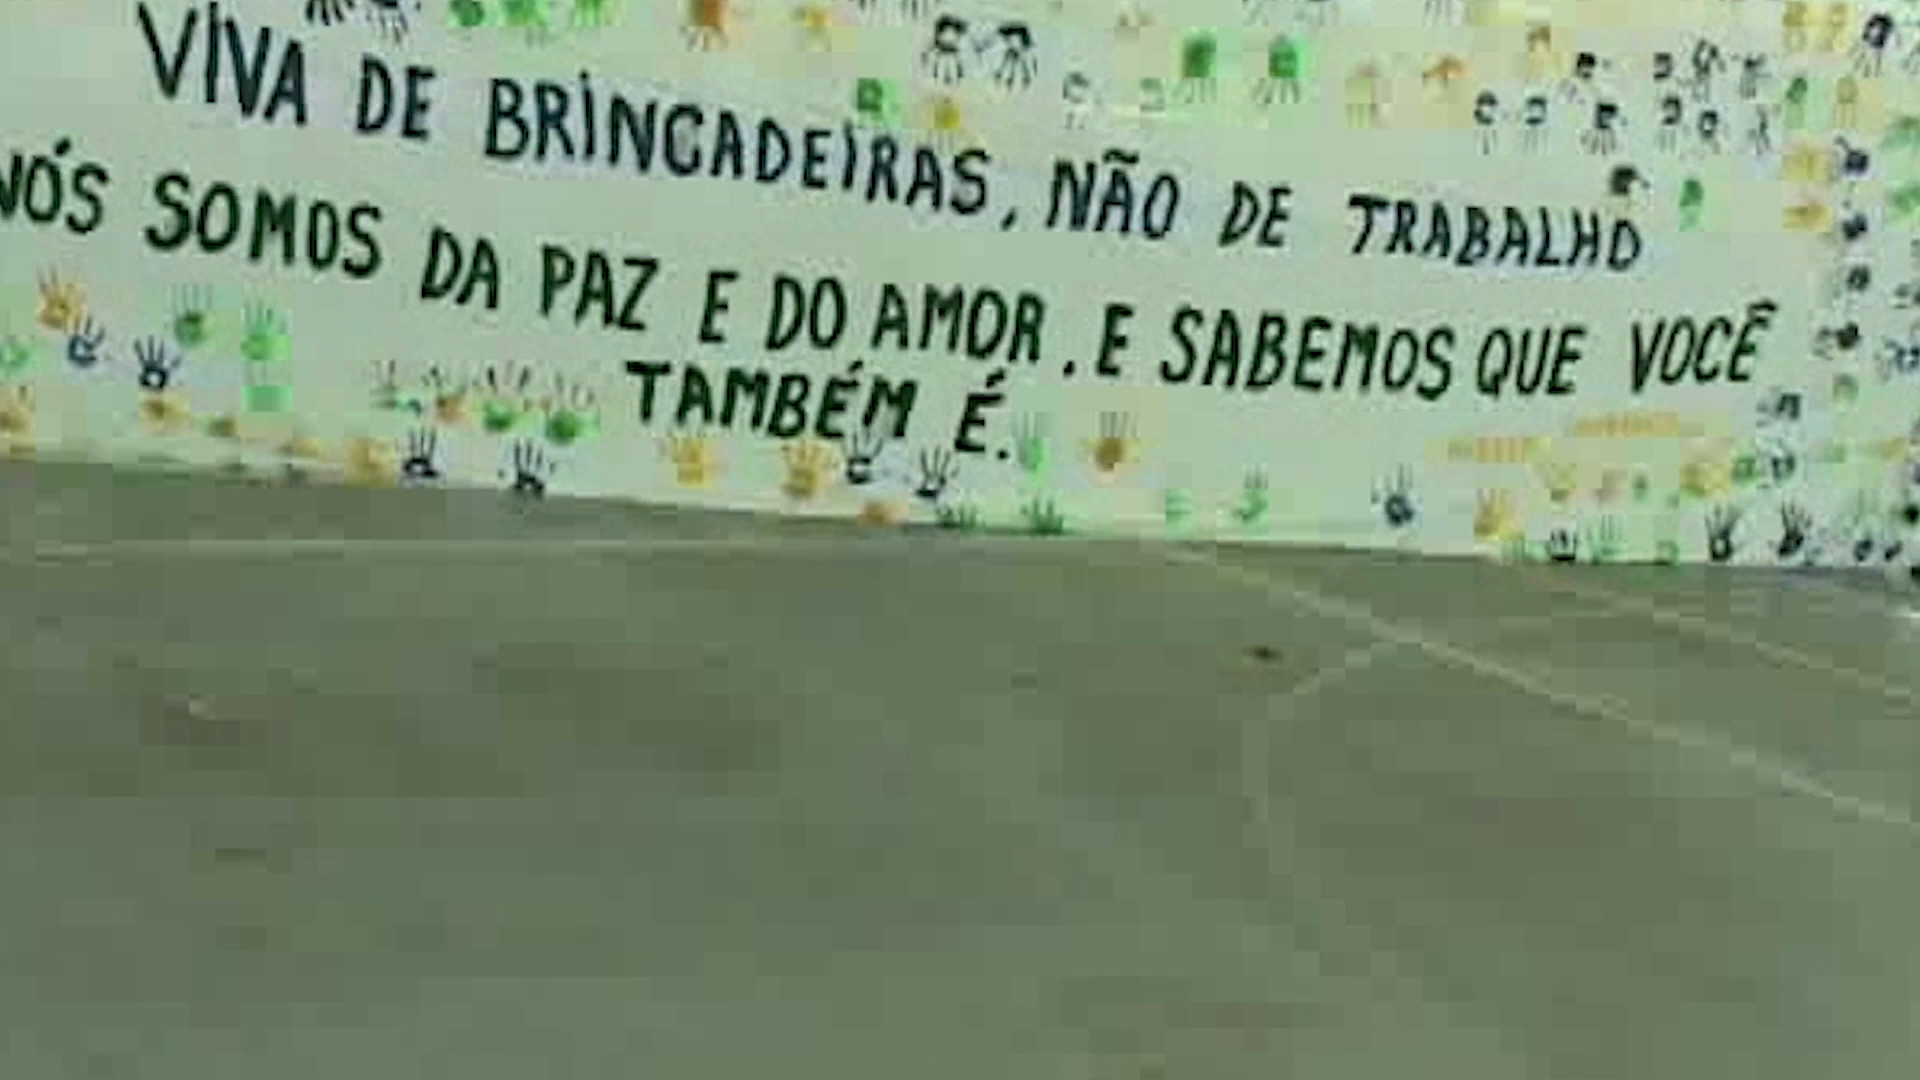 VIVA DE BRINCADEIRAS, NÃO DE TRABALHO
NÓS SOMOS DA PAZ E DO AMOR. E SABEMOS QUE VOCÊ
TAMBÉM É.